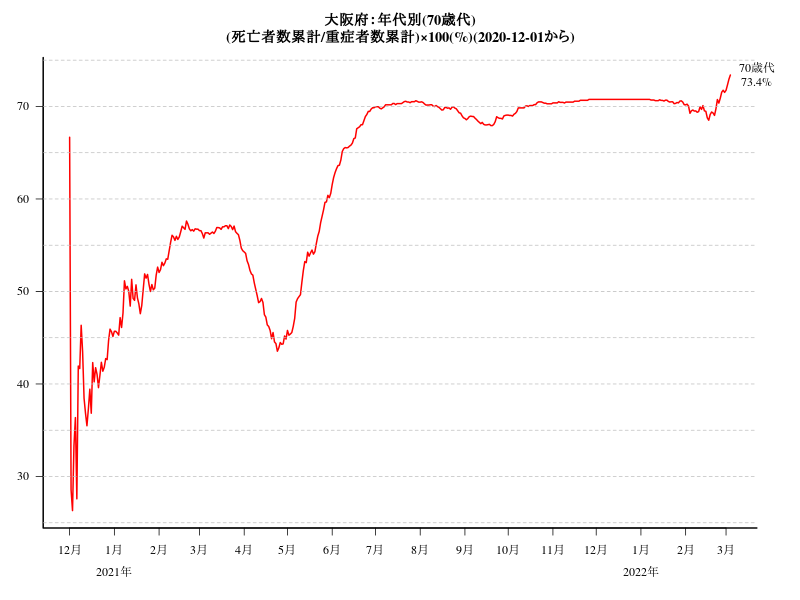 大阪府：年代別(70歳代)
(死亡者数累計/重症者数累計)×100(%)(2020-12-01から)
70歳代
73.4%
70
60
50
40
30
12月 1月 2月 3月 4月 5月 6月 7月 8月 9月 10月 11月 12月 1月 2月 3月
2021年 2022年